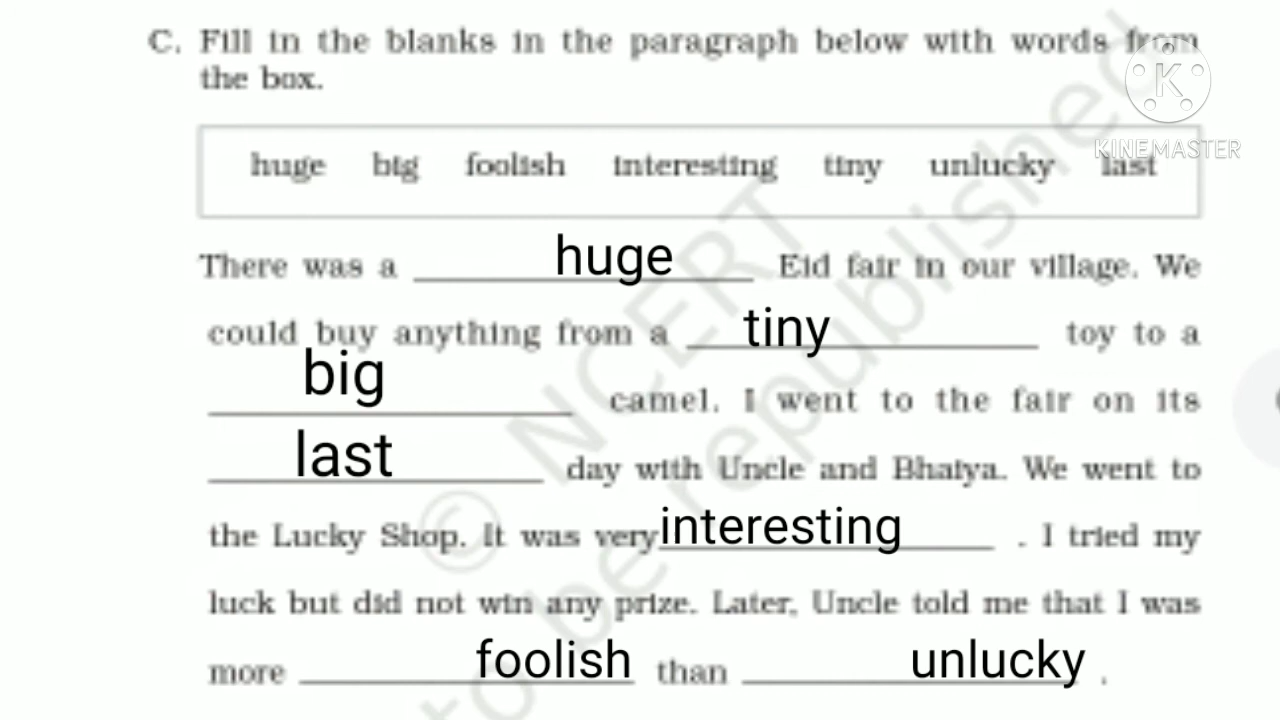 C. Fill in the blanks in the paragraph below with words from
the box.
KINEMASTER
huge big foolish interesting tiny unlucky last
There was a huge Eid fair in our village. We
could buy anything from a tiny toy to a
big camel. I went to the fair on its
last day with Uncle and Bhaiya. We went to
the Lucky Shop. It was very interesting . I tried my
luck but did not win any prize. Later, Uncle told me that I was
more foolish than unlucky .
© NCERT
to be republished